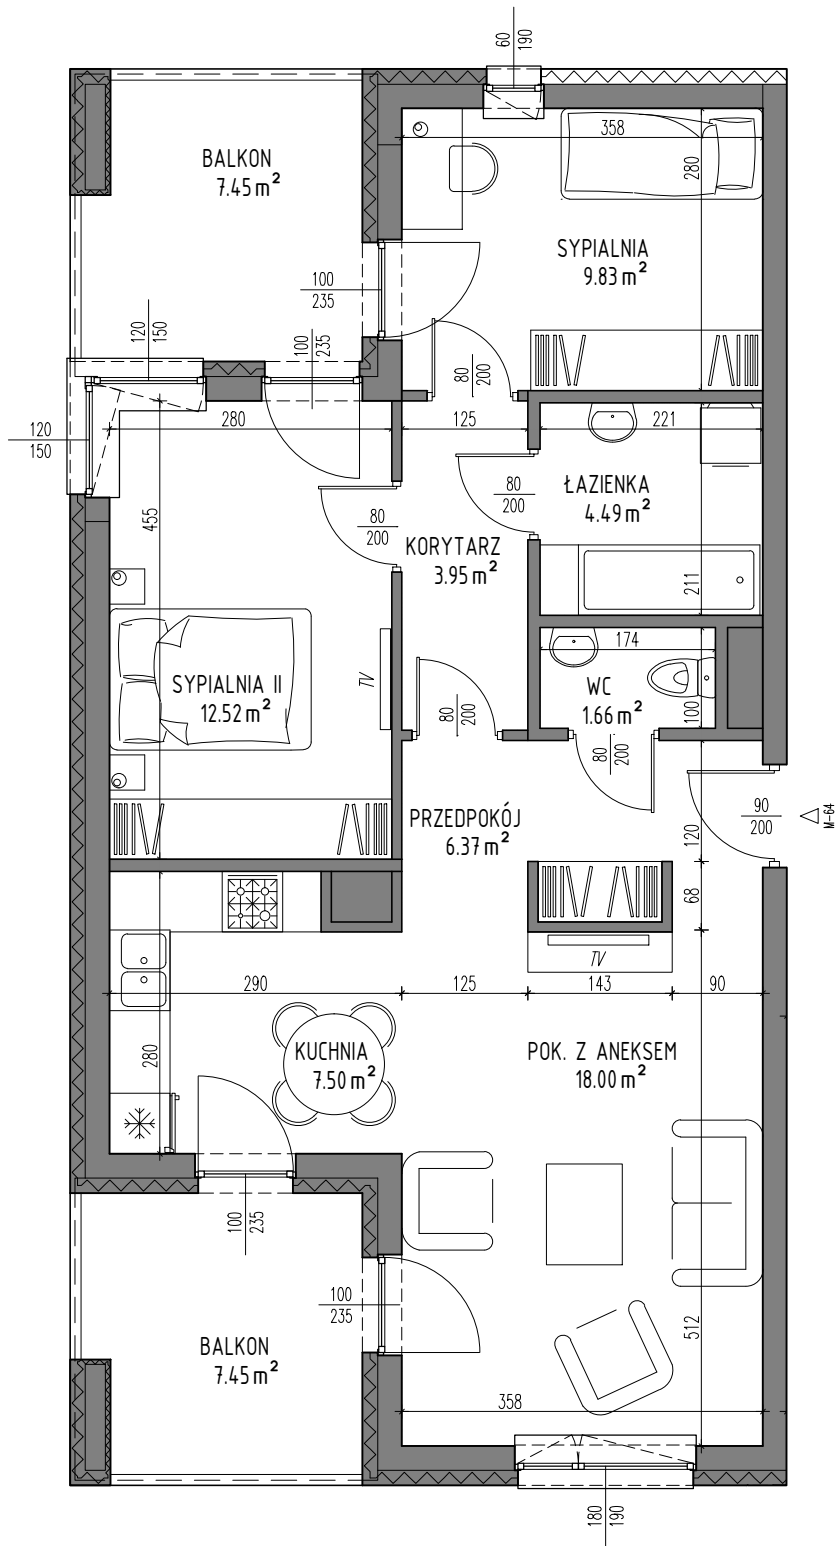 60
190
BALKON
7.45 m²
358
280
SYPIALNIA
9.83 m²
100
235
120
150
100
235
80
200
120
150
280
125
221
455
80
200
80
200
ŁAZIENKA
4.49 m²
KORYTARZ
3.95 m²
211
174
SYPIALNIA II
12.52 m²
TV
WC
1.66 m²
100
80
200
80
200
PRZEDPOKÓJ
6.37 m²
120
90
200
M-64
68
TV
290
125
143
90
280
KUCHNIA
7.50 m²
POK. Z ANEKSEM
18.00 m²
100
235
100
235
512
BALKON
7.45 m²
358
180
190